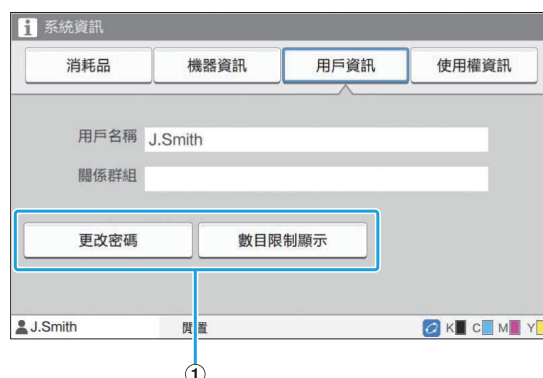 i 系統資訊
消耗品 機器資訊 用戶資訊 使用權資訊
用戶名稱 J.Smith
關係群組
更改密碼 數目限制顯示
J.Smith 閒置 K C M Y
①